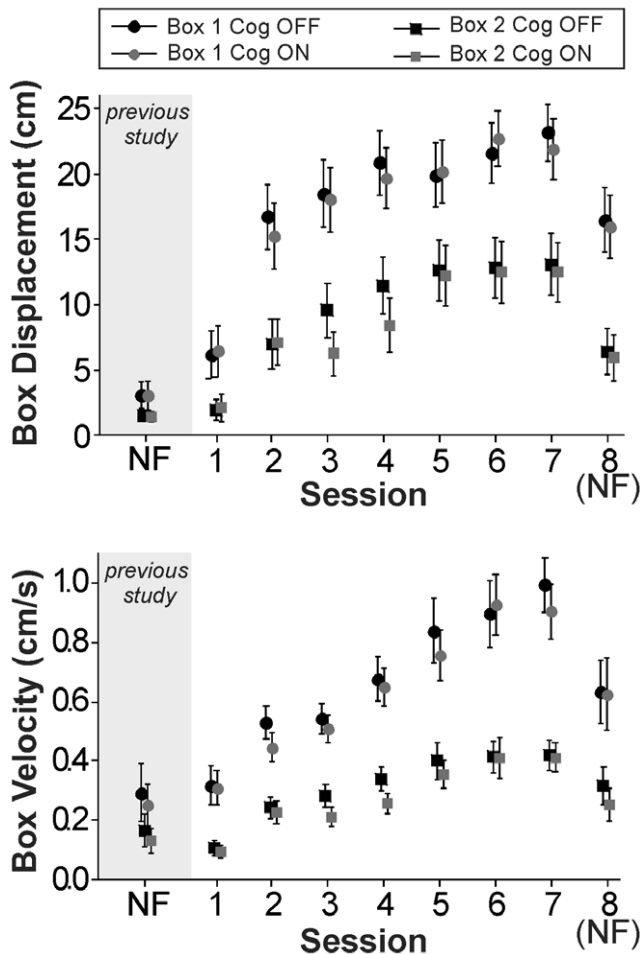 Box 1 Cog OFF
Box 2 Cog OFF
Box 1 Cog ON
Box 2 Cog ON
Box Displacement (cm)
25
20
15
10
5
0
previous
study
NF
1
2
3
4
5
6
7
8
(NF)
Session
Box Velocity (cm/s)
1.0
0.8
0.6
0.4
0.2
0.0
previous
study
NF
1
2
3
4
5
6
7
8
(NF)
Session